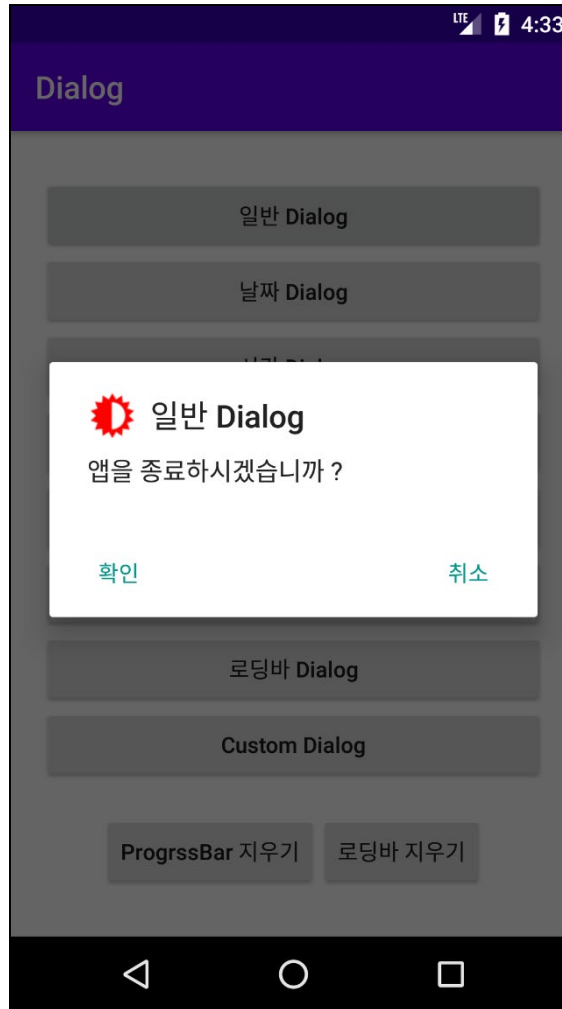 LTE 4:33
Dialog
일반 Dialog
날짜 Dialog
일반 Dialog
앱을 종료하시겠습니까 ?
확인 취소
로딩바 Dialog
Custom Dialog
ProgrssBar 지우기 로딩바 지우기